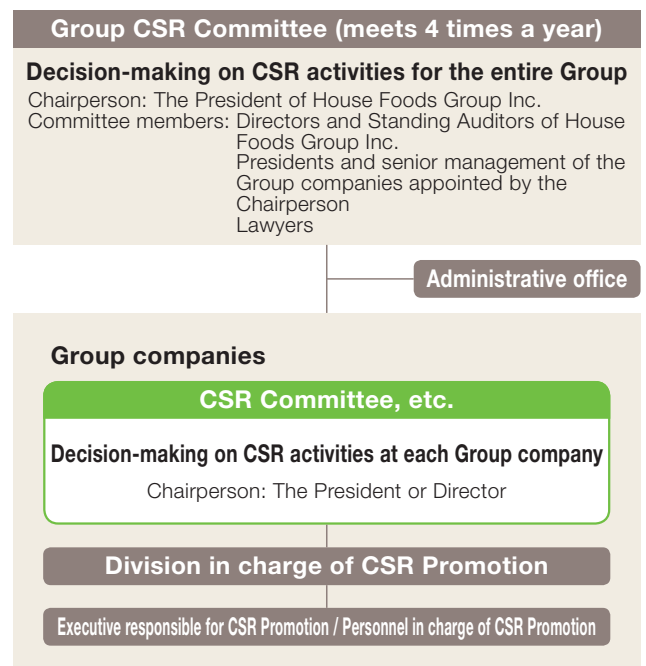 Group CSR Committee (meets 4 times a year)
Decision-making on CSR activities for the entire Group
Chairperson: The President of House Foods Group Inc.
Committee members: Directors and Standing Auditors of House
Foods Group Inc.
Presidents and senior management of the
Group companies appointed by the
Chairperson
Lawyers
Administrative office
Group companies
CSR Committee, etc.
Decision-making on CSR activities at each Group company
Chairperson: The President or Director
Division in charge of CSR Promotion
Executive responsible for CSR Promotion / Personnel in charge of CSR Promotion